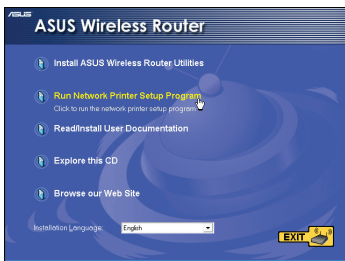 ASUS
ASUS Wireless Router
Install ASUS Wireless Router Utilities
Run Network Printer Setup Program
Click to run the network printer setup program
Read/Install User Documentation
Explore this CD
Browse our Web Site
Installation Language:
English
EXIT